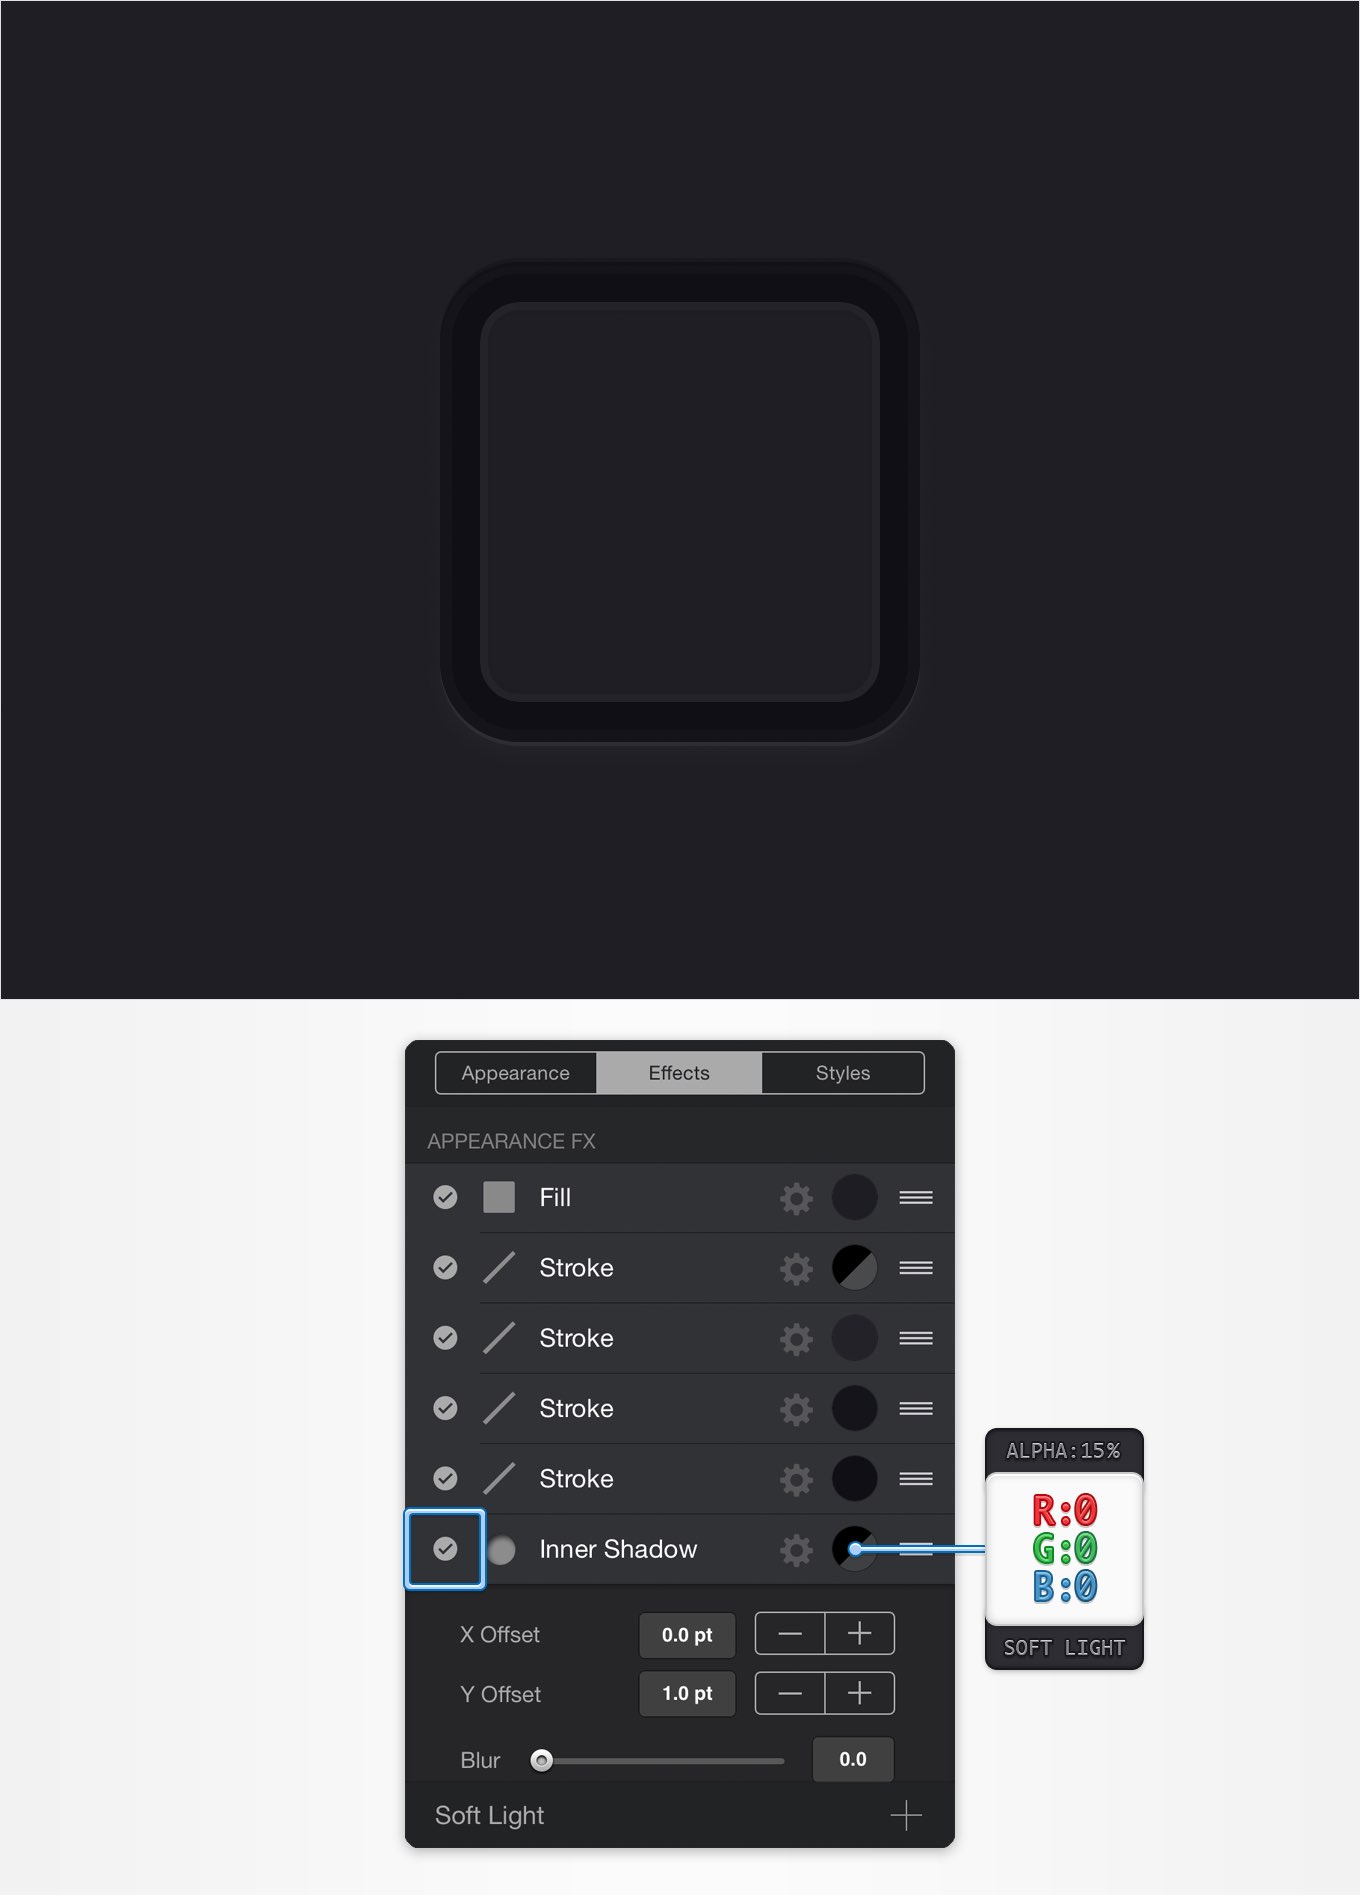 Appearance Effects Styles
APPEARANCE FX
Fill
Stroke
Stroke
Stroke
Stroke
Inner Shadow
ALPHA:15%
R:0
G:0
B:0
SOFT LIGHT
X Offset 0.0 pt
Y Offset 1.0 pt
Blur 0.0
Soft Light